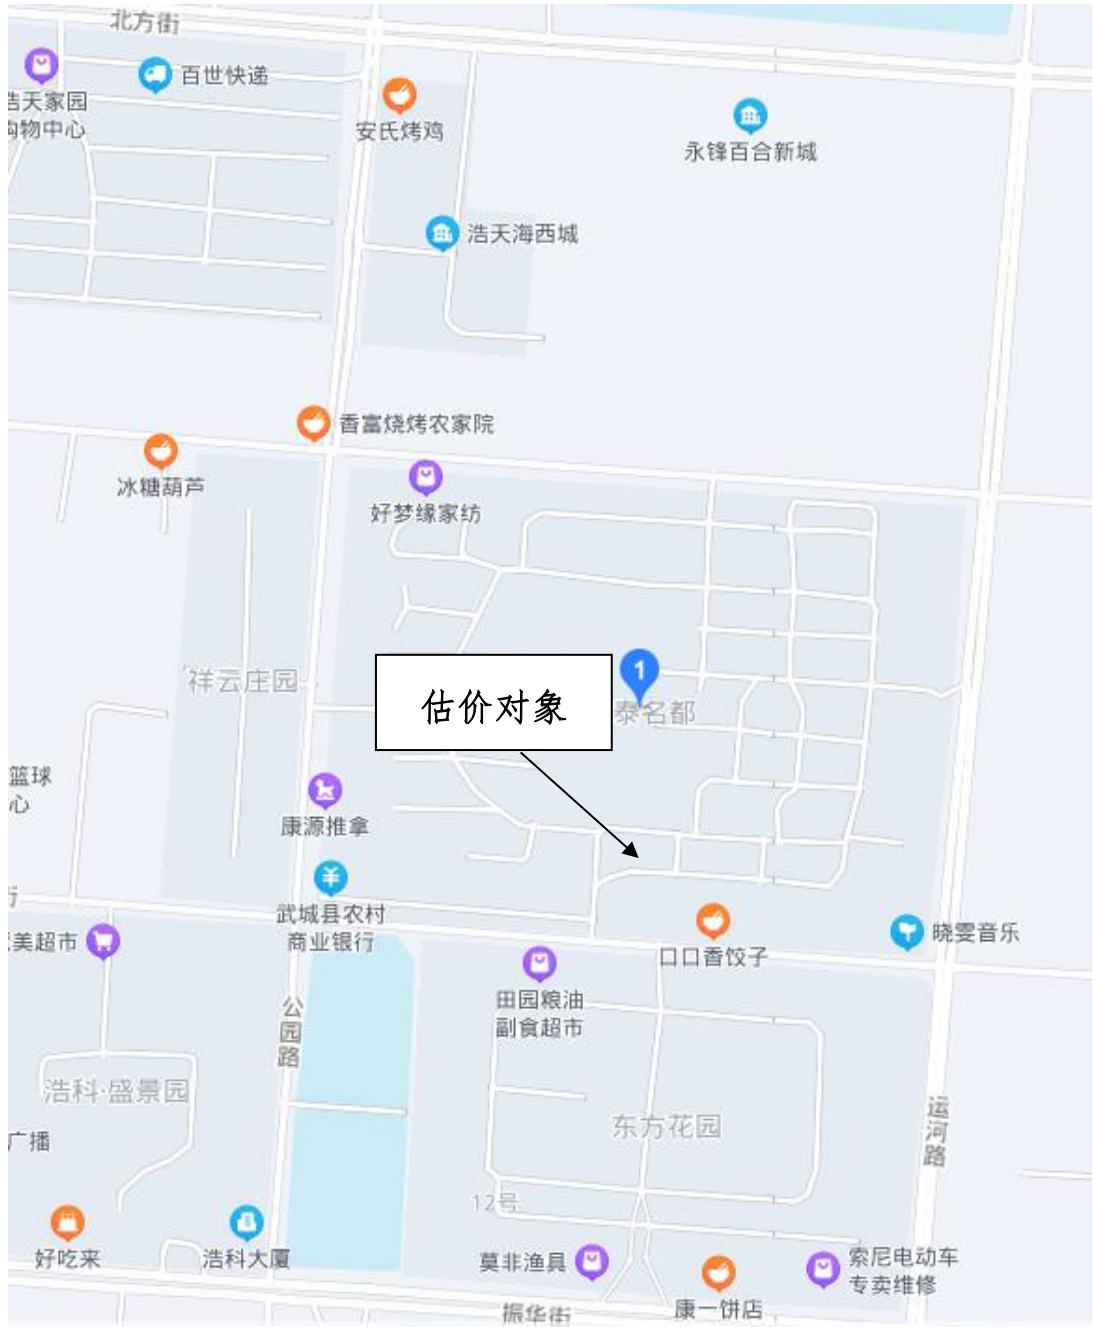 北方街
百世快递
浩天家园
购物中心
安氏烤鸡
永锋百合新城
浩天海西城
香富烧烤农家院
冰糖葫芦
好梦缘家纺
祥云庄园
1
估价对象
泰名都
篮球
心
康源推拿
街
武城县农村
商业银行
美超市
口口香饺子
晓雯音乐
田园粮油
副食超市
公园路
浩科·盛景园
东方花园
运河路
广播
12号
好吃来
浩科大厦
莫非渔具
索尼电动车
专卖维修
康一饼店
振华街